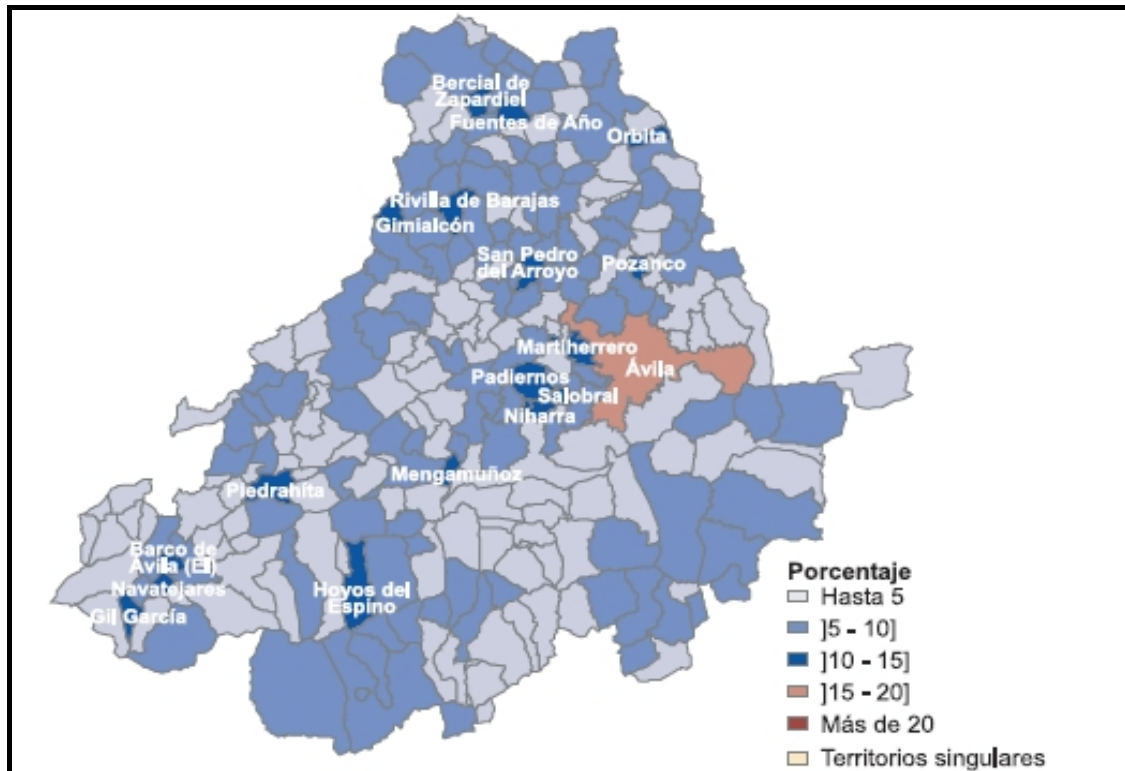 Bercial de
Zapardiel
Fuentes de Año
Orbita
Rivilla de Barajas
Gimialcón
San Pedro
del Arroyo
Pozanco
Martiherrero
Ávila
Padiernos
Salobral
Niharra
Mengamuñoz
Piedrahíta
Barco de
Ávila (El)
Navatejares
Gil García
Hoyos del
Espino
Porcentaje
Hasta 5
]5 - 10]
]10 - 15]
]15 - 20]
Más de 20
Territorios singulares